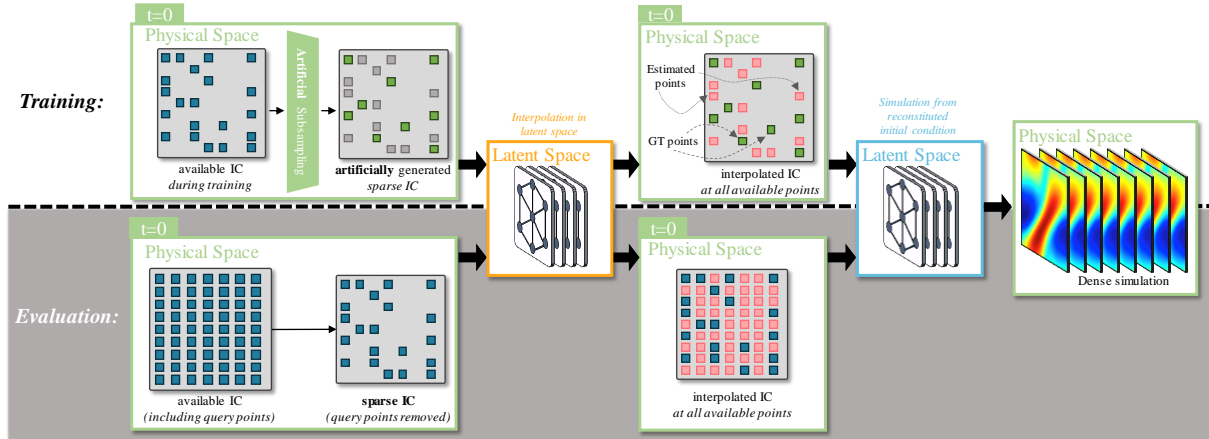 t=0
Physical Space
Artificial Subsampling
available IC
during training
artificially generated
sparse IC
Training:
Interpolation in
latent space
Latent Space
t=0
Physical Space
Estimated
points
GT points
interpolated IC
at all available points
Simulation from
reconstituted
initial condition
Latent Space
Physical Space
Dense simulation
Evaluation:
t=0
Physical Space
available IC
(including query points)
sparse IC
(query points removed)
t=0
Physical Space
interpolated IC
at all available points